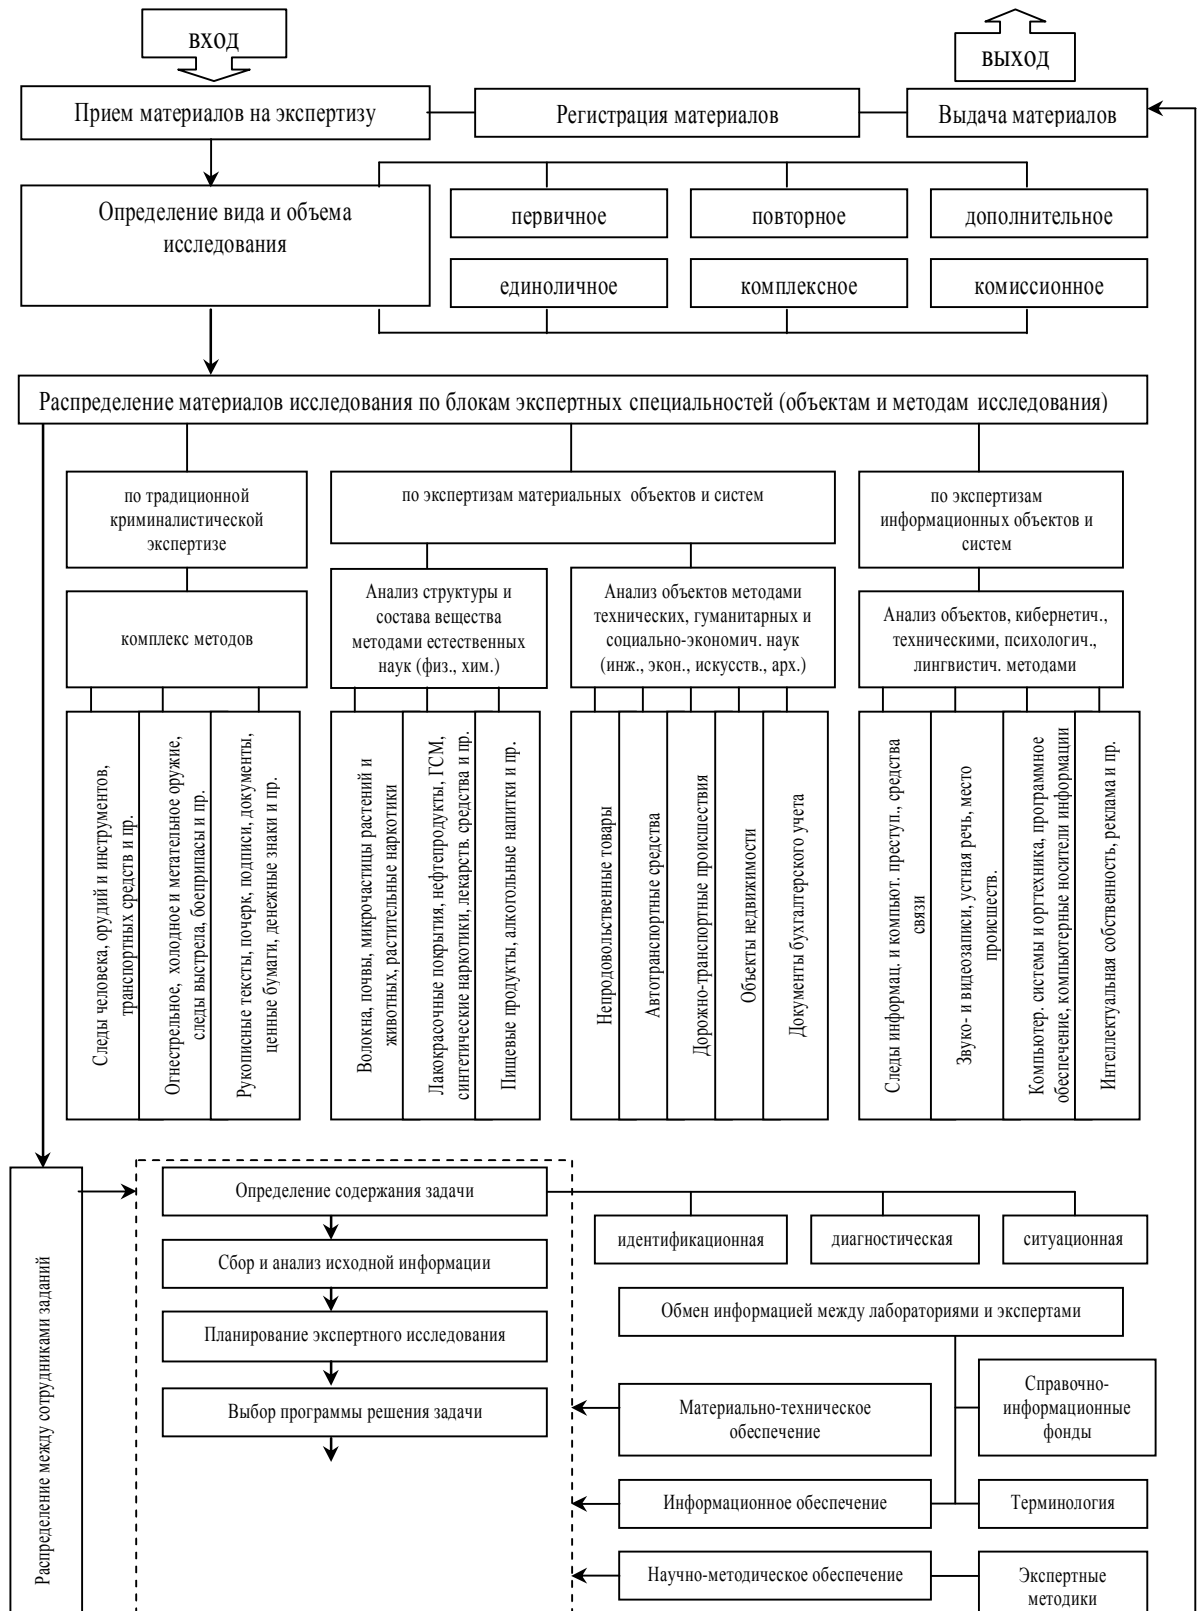 вход
выход
Прием материалов на экспертизу
Регистрация материалов
Выдача материалов
Определение вида и объема
исследования
первичное
повторное
дополнительное
единоличное
комплексное
комиссионное
Распределение материалов исследования по блокам экспертных специальностей (объектам и методам исследования)
по традиционной
криминалистической
экспертизе
по экспертизам материальных объектов и систем
по экспертизам
информационных объектов и
систем
комплекс методов
Анализ структуры и
состава вещества
методами естественных
наук (физ., хим.)
Анализ объектов методами
технических, гуманитарных и
социально-экономич. наук
(инж., экон., искусств., арх.)
Анализ объектов, кибернетич.,
техническими, психологич.,
лингвистич. методами
Следы человека, орудий и инструментов,
транспортных средств и пр.
Огнестрельное, холодное и метательное оружие,
следы выстрела, боеприпасы и пр.
Рукописные тексты, почерк, подписи, документы,
ценные бумаги, денежные знаки и пр.
Волокна, почвы, микрочастицы растений и
животных, растительные наркотики
Лакокрасочные покрытия, нефтепродукты, ГСМ,
синтетические наркотики, лекарств. средства и пр.
Пищевые продукты, алкогольные напитки и пр.
Непродовольственные товары
Автотранспортные средства
Дорожно-транспортные происшествия
Объекты недвижимости
Документы бухгалтерского учета
Следы информац. и компьют. преступ., средства
связи
Звуко- и видеозаписи, устная речь, место
происшеств.
Компьютер. системы и оргтехника, программное
обеспечение, компьютерные носители информации
Интеллектуальная собственность, реклама и пр.
Распределение между сотрудниками заданий
Определение содержания задачи
идентификационная
диагностическая
ситуационная
Сбор и анализ исходной информации
Обмен информацией между лабораториями и экспертами
Планирование экспертного исследования
Выбор программы решения задачи
Материально-техническое
обеспечение
Справочно-
информационные
фонды
Информационное обеспечение
Терминология
Научно-методическое обеспечение
Экспертные
методики